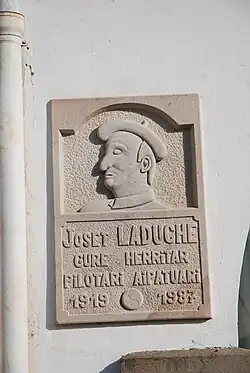 JOSET LADUCHE
GURE HERRITAR
PILOTARI AIPATUARI
1919 1987